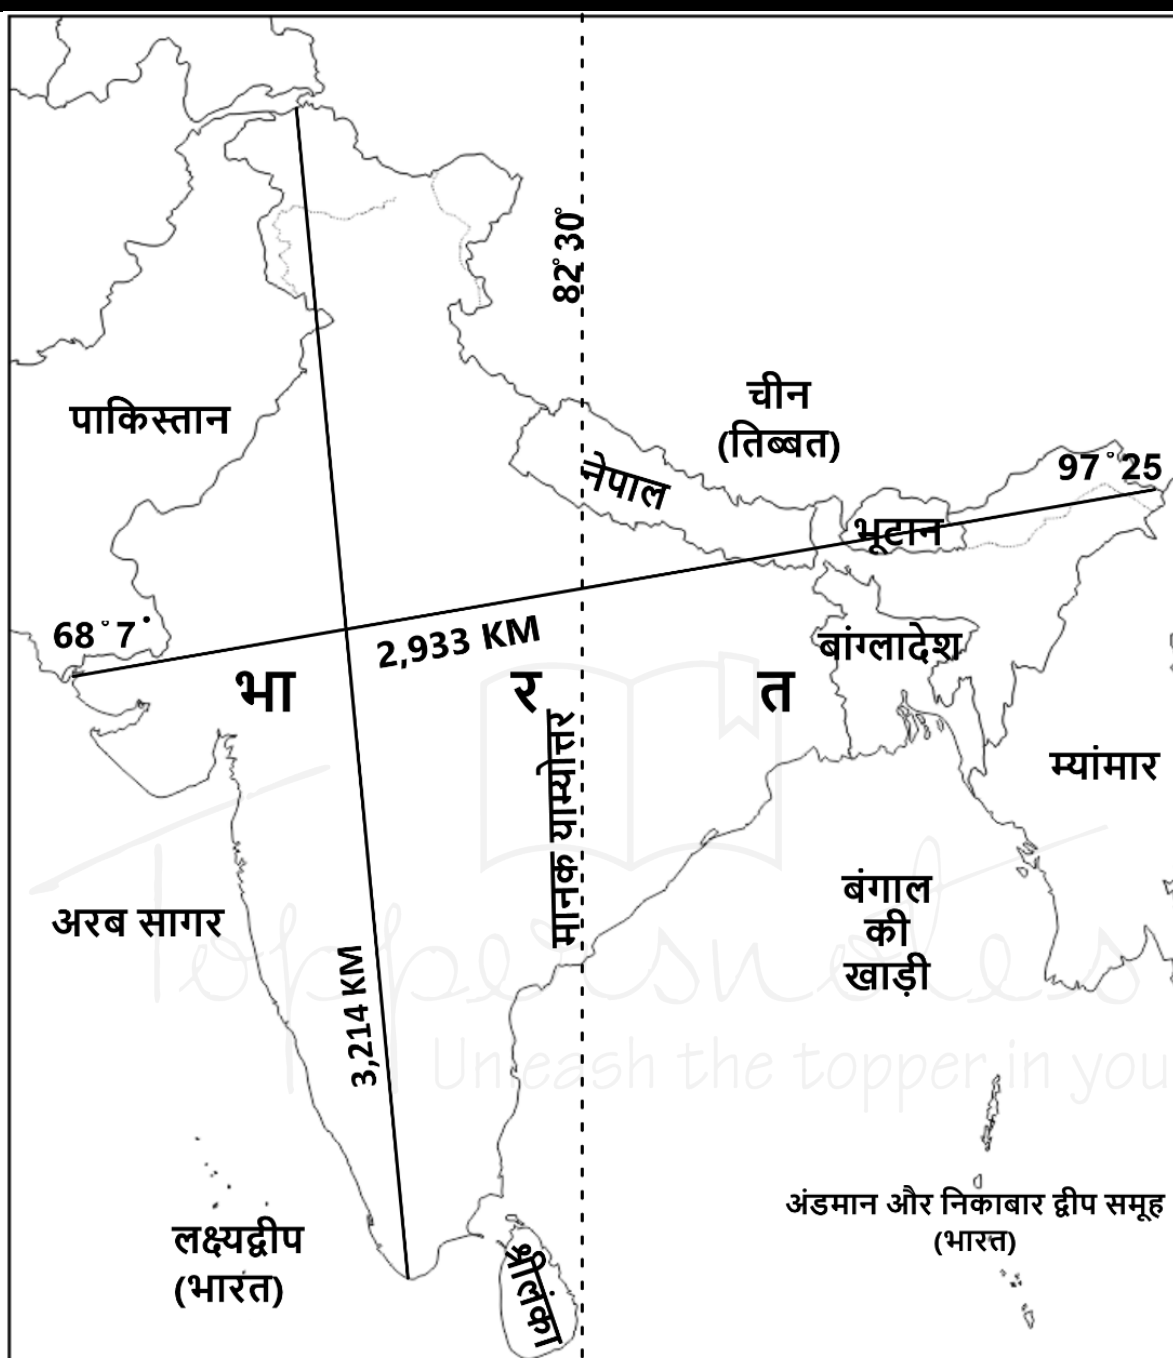 82°30°
चीन
(तिब्बत)
पाकिस्तान
97°25
नेपाल
भूटान
68°7'
2,933 KM
बांग्लादेश
भा र त
मानक याम्योत्तर
म्यांमार
अरब सागर
बंगाल
की
खाड़ी
3,214 KM
Toppersnotes
Unleash the topper in you
अंडमान और निकाबार द्वीप समूह
(भारत)
लक्ष्यद्वीप
(भारत)
श्रीलंका